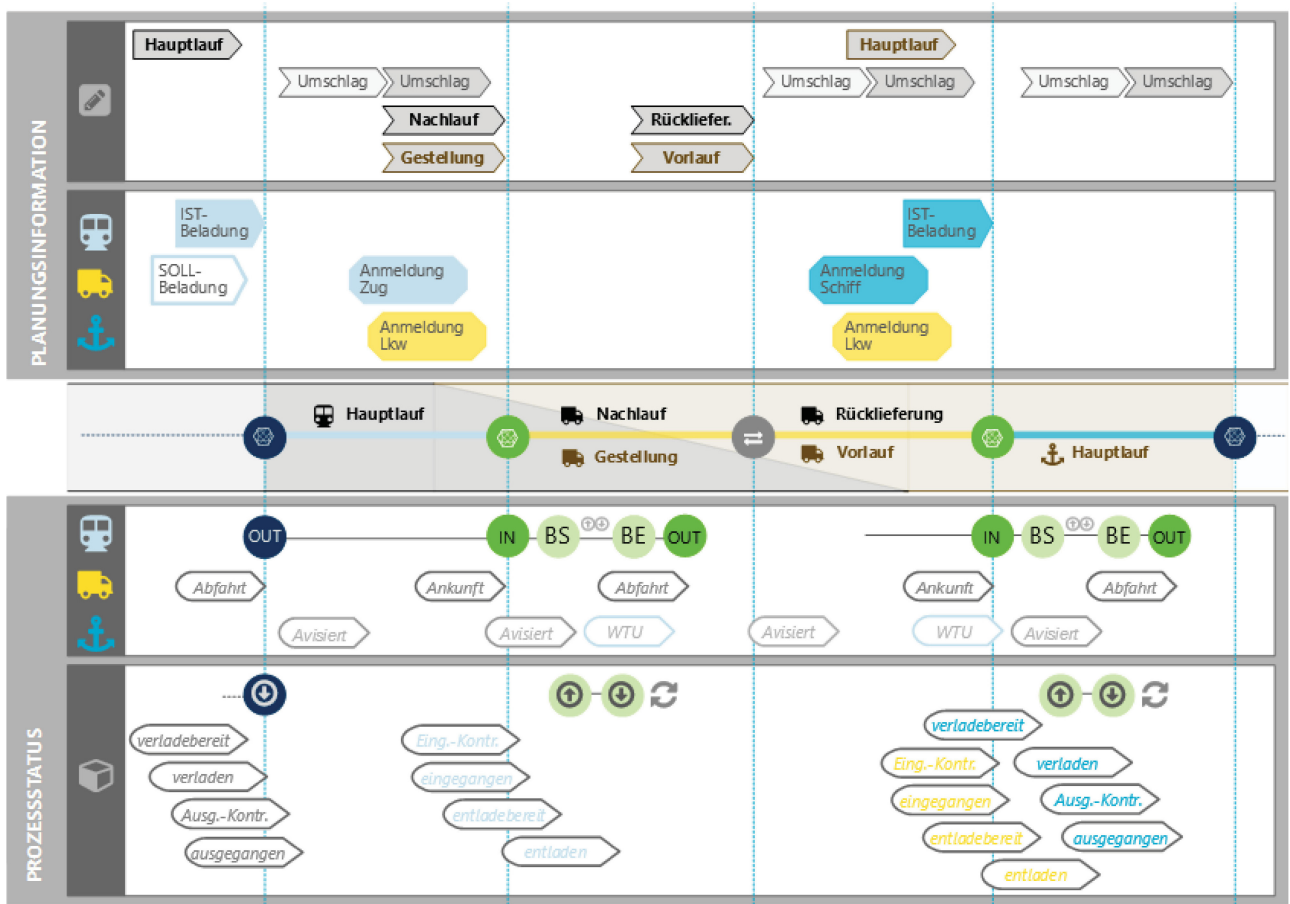 PLANUNGSINFORMATION
Hauptlauf
Hauptlauf
Umschlag
Umschlag
Umschlag
Umschlag
Umschlag
Umschlag
Nachlauf
Rückliefer.
Gestellung
Vorlauf
IST-
Beladung
IST-
Beladung
SOLL-
Beladung
Anmeldung
Zug
Anmeldung
Schiff
Anmeldung
Lkw
Anmeldung
Lkw
Hauptlauf
Nachlauf
Rücklieferung
Gestellung
Vorlauf
Hauptlauf
PROZESSSTATUS
OUT
IN
BS
BE
OUT
IN
BS
BE
OUT
Abfahrt
Ankunft
Abfahrt
Ankunft
Abfahrt
Avisiert
Avisiert
WTU
Avisiert
WTU
Avisiert
verladebereit
verladen
Ausg.-Kontr.
ausgegangen
Eing.-Kontr.
eingegangen
entladebereit
entladen
verladebereit
Eing.-Kontr.
verladen
eingegangen
Ausg.-Kontr.
entladebereit
ausgegangen
entladen